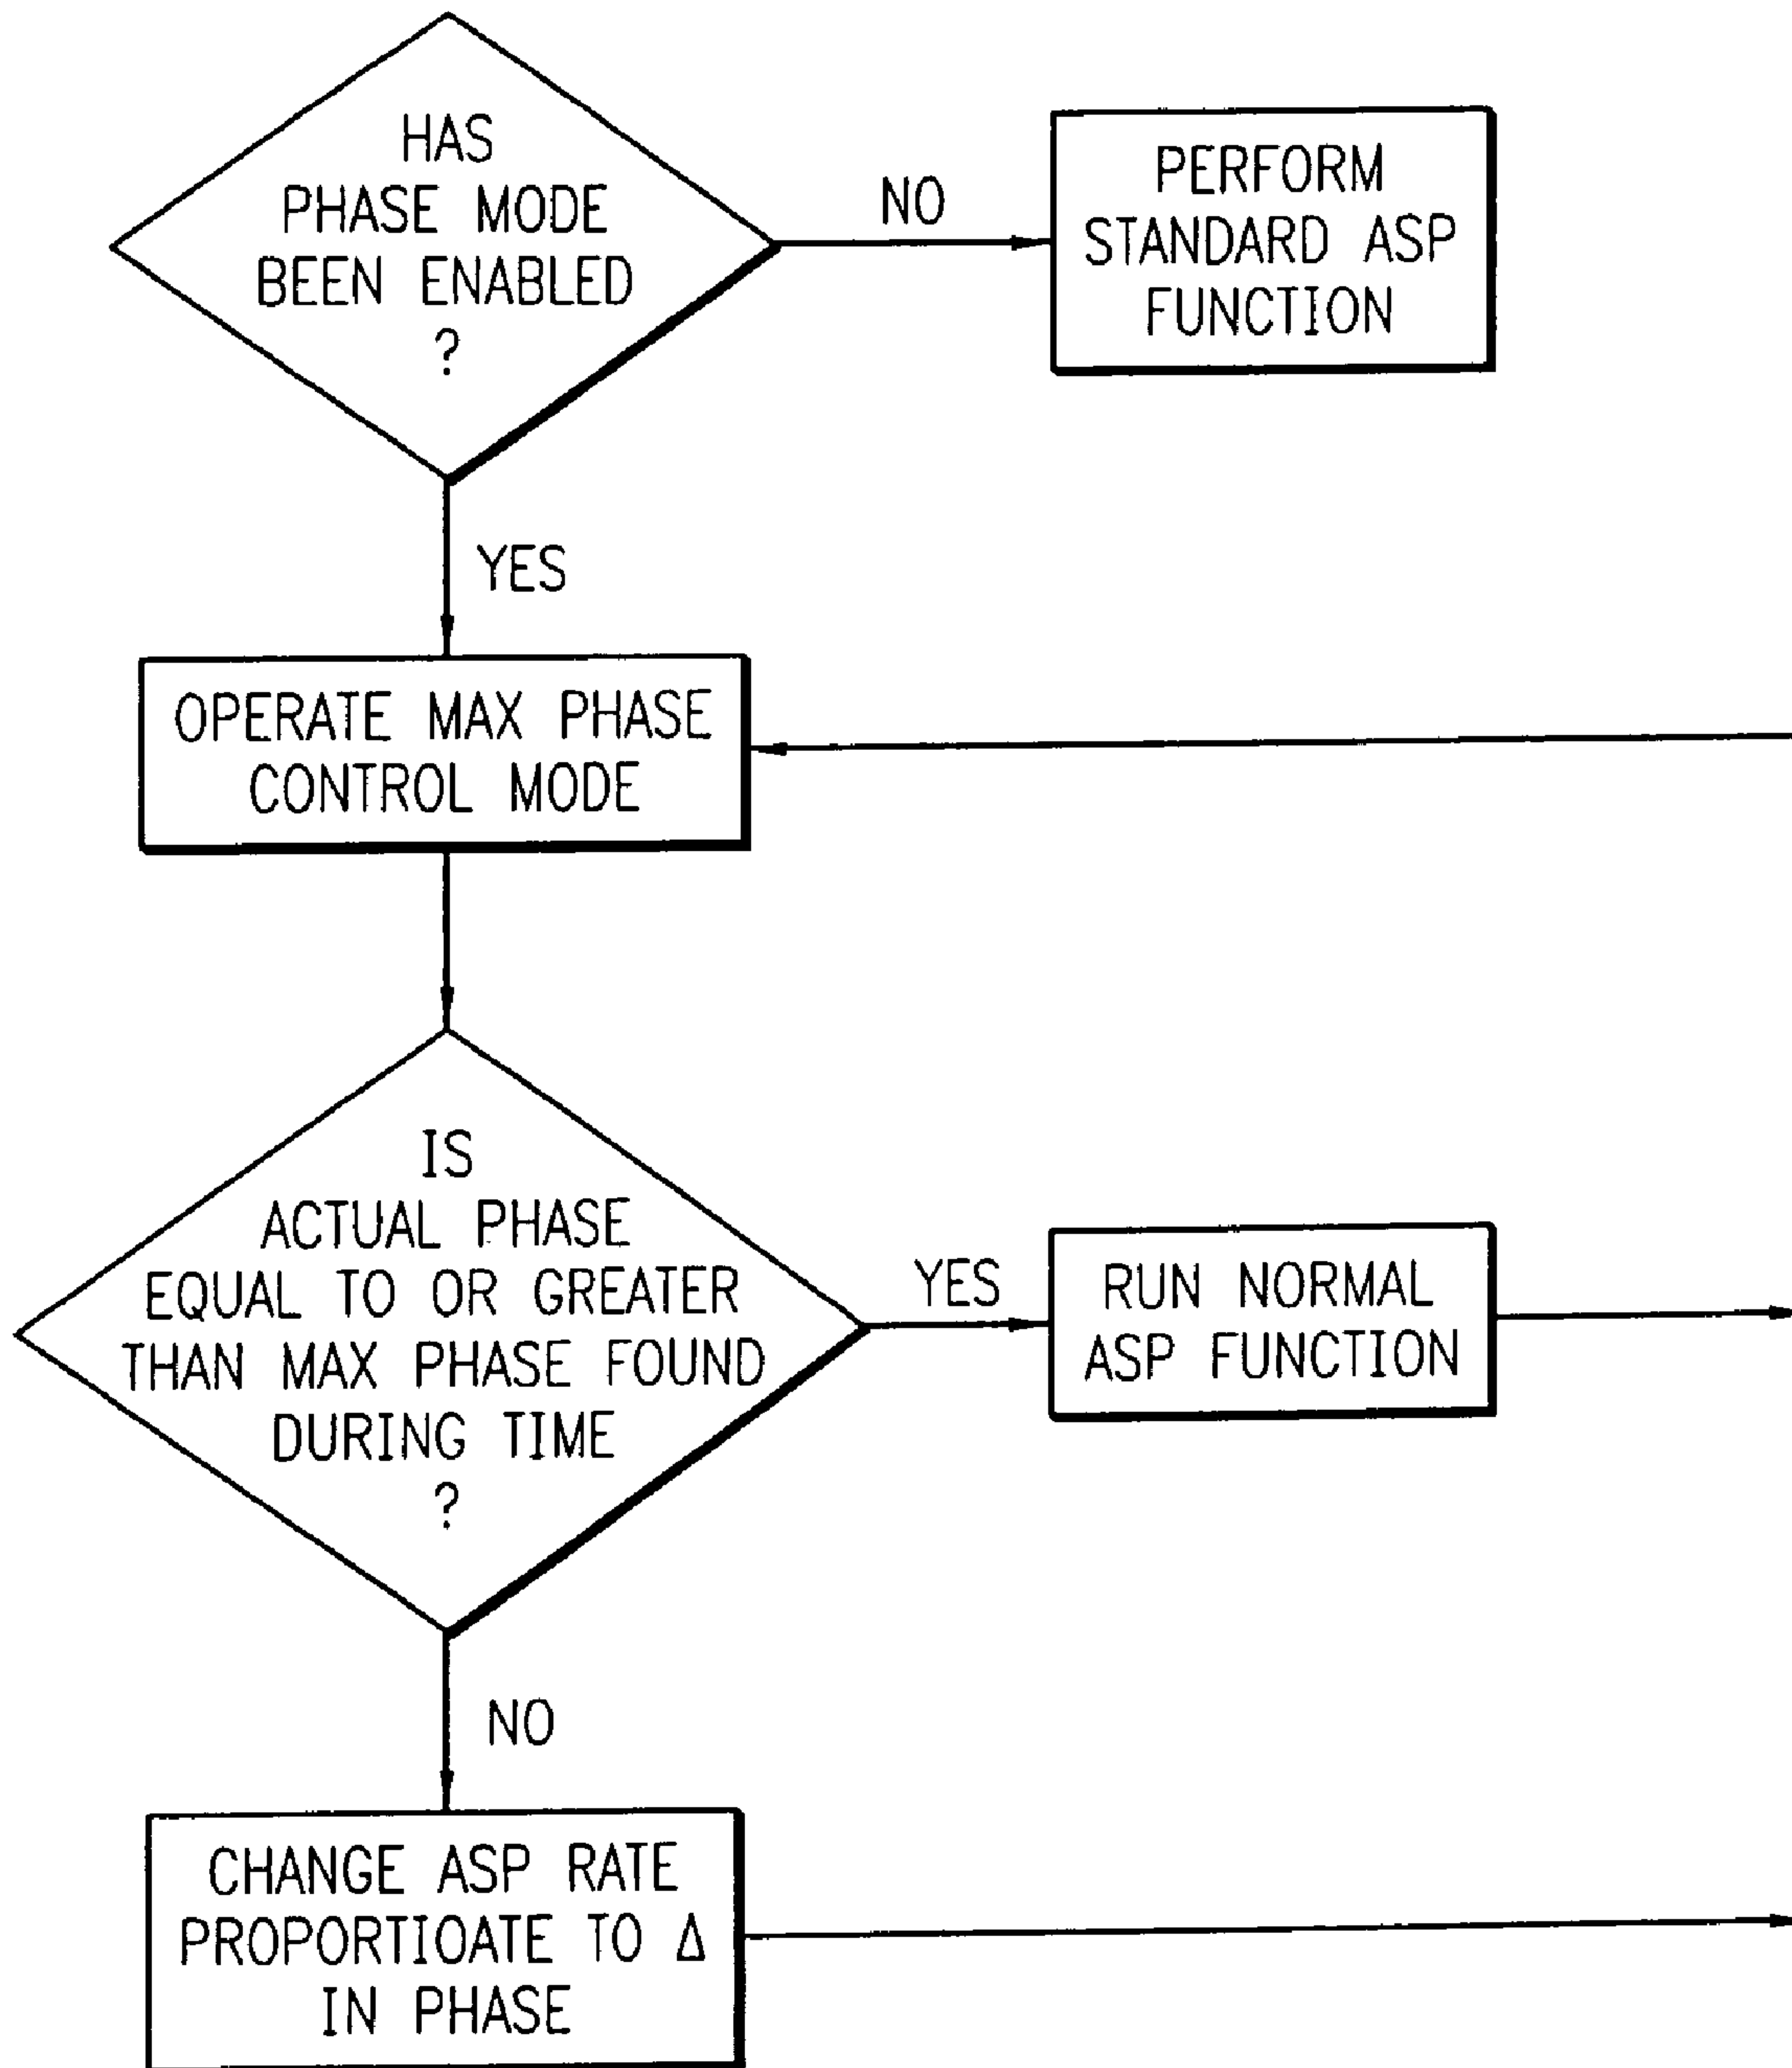 HAS
PHASE MODE
BEEN ENABLED
?
NO
PERFORM
STANDARD ASP
FUNCTION
YES
OPERATE MAX PHASE
CONTROL MODE
IS
ACTUAL PHASE
EQUAL TO OR GREATER
THAN MAX PHASE FOUND
DURING TIME
?
YES
RUN NORMAL
ASP FUNCTION
NO
CHANGE ASP RATE
PROPORTIOATE TO Δ
IN PHASE